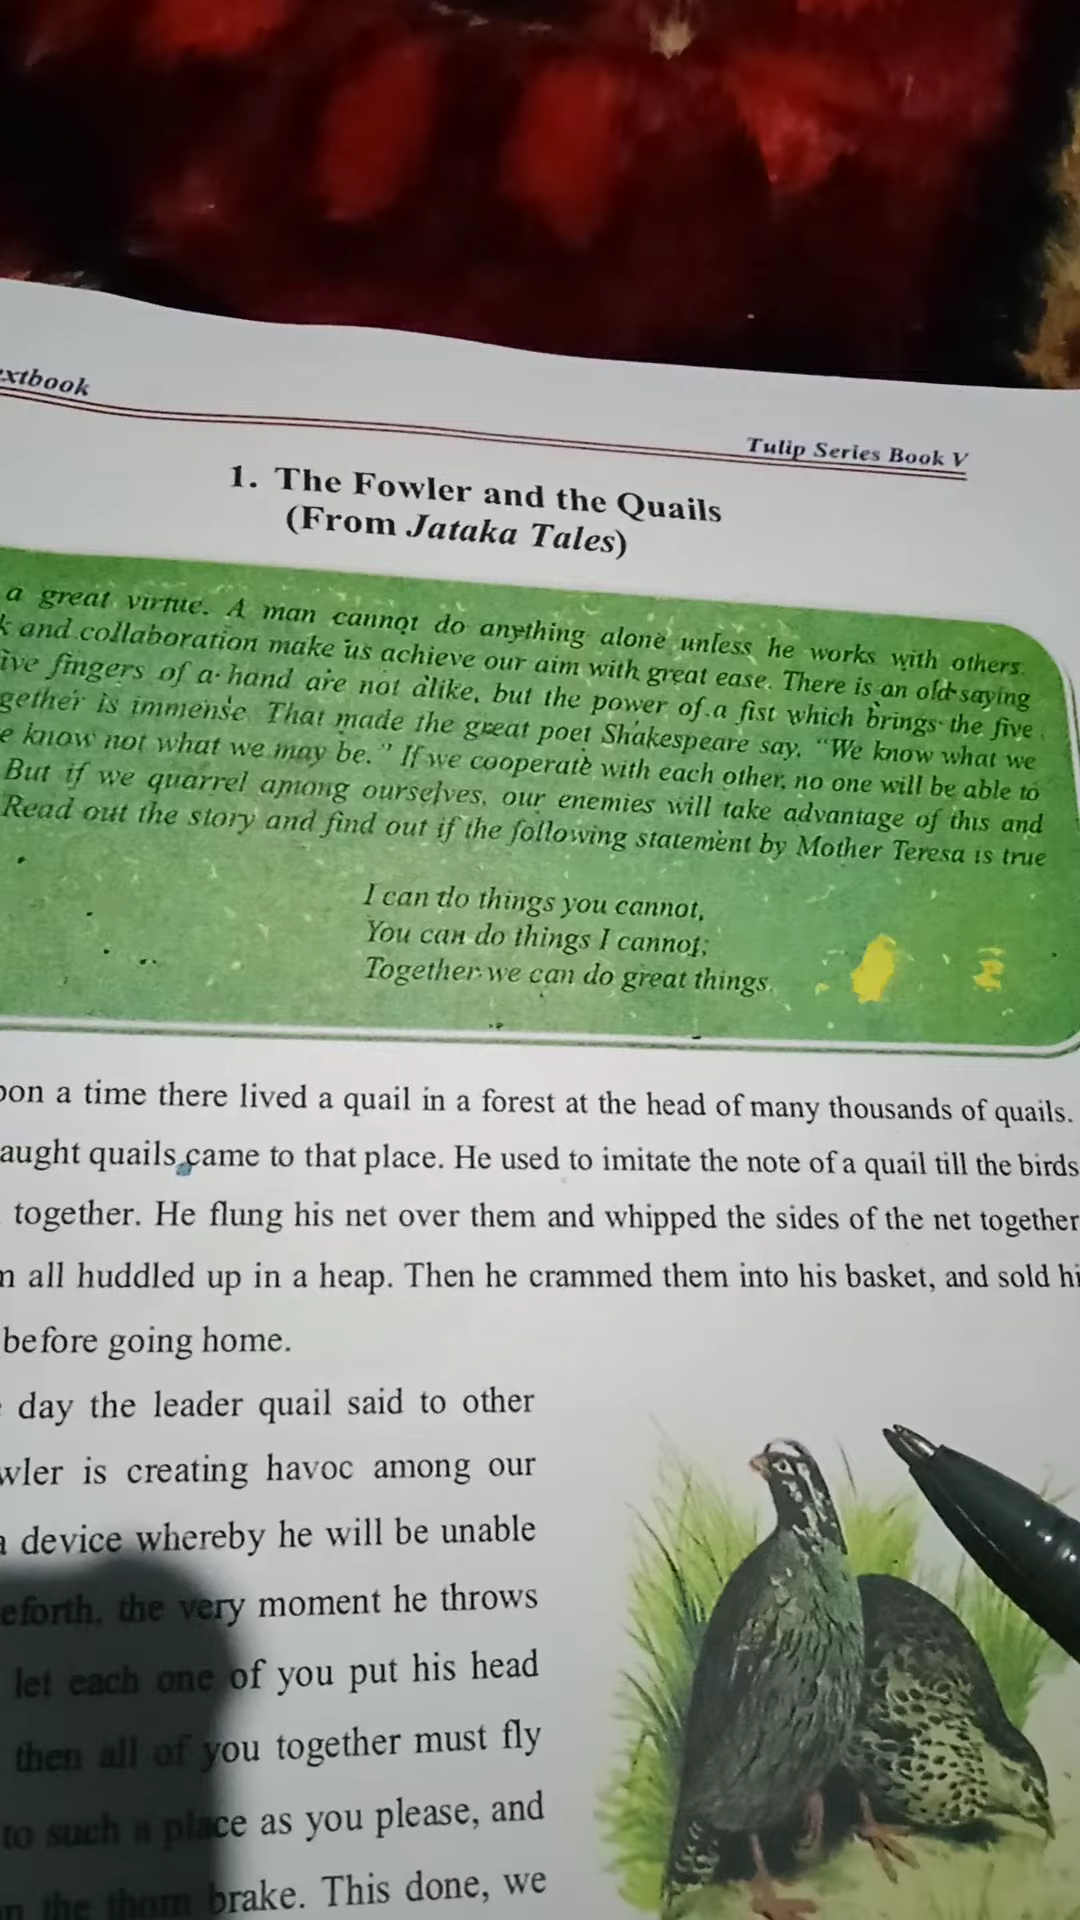 extbook
Tulip Series Book V
1. The Fowler and the Quails
(From Jataka Tales)
a great virtue. A man cannot do anything alone unless he works with others.
k and collaboration make us achieve our aim with great ease. There is an old saying
ive fingers of a hand are not alike, but the power of a fist which brings the five
gether is immense. That made the great poet Shakespeare say, "We know what we
e know not what we may be." If we cooperate with each other, no one will be able to
But if we quarrel among ourselves, our enemies will take advantage of this and
Read out the story and find out if the following statement by Mother Teresa is true
I can do things you cannot,
You can do things I cannot;
Together we can do great things.
pon a time there lived a quail in a forest at the head of many thousands of quails.
aught quails came to that place. He used to imitate the note of a quail till the birds
together. He flung his net over them and whipped the sides of the net together
m all huddled up in a heap. Then he crammed them into his basket, and sold hi
before going home.
day the leader quail said to other
wler is creating havoc among our
a device whereby he will be unable
eforth, the very moment he throws
let each one of you put his head
then all of you together must fly
to such a place as you please, and
on the thorn brake. This done, we